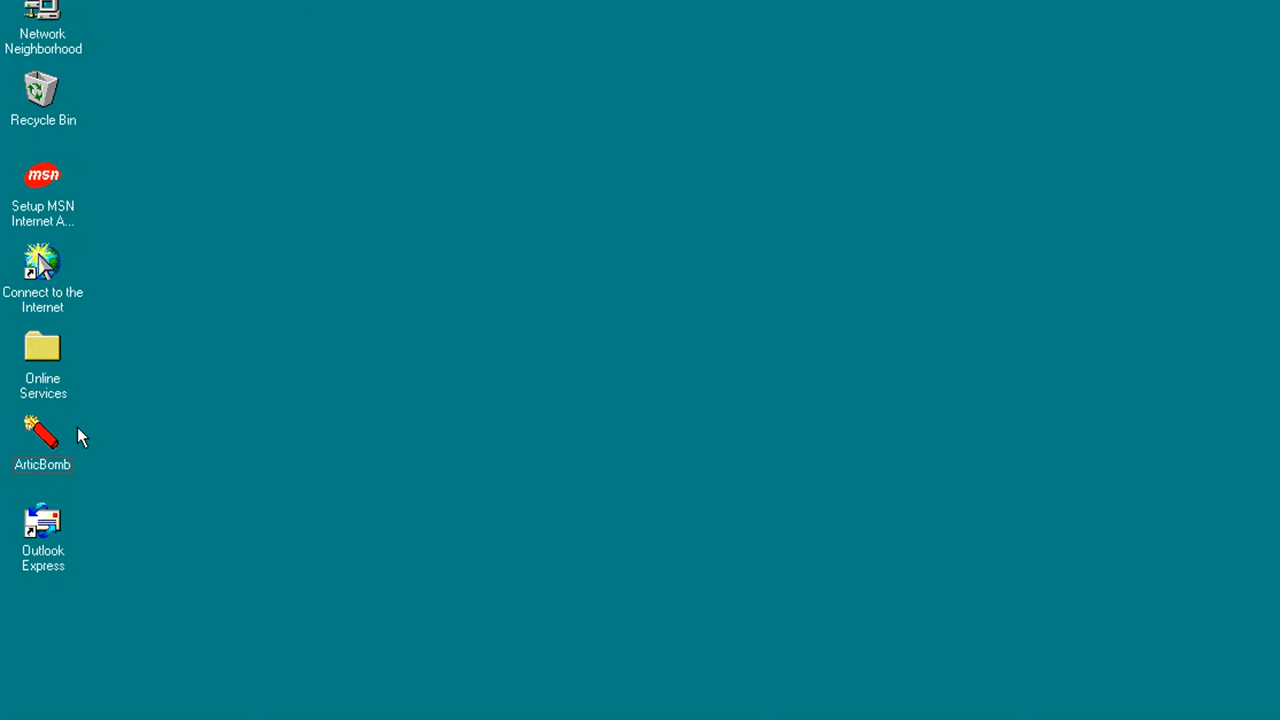 Network
Neighborhood
Recycle Bin
msn
Setup MSN
Internet A...
Connect to the
Internet
Online
Services
ArticBomb
Outlook
Express